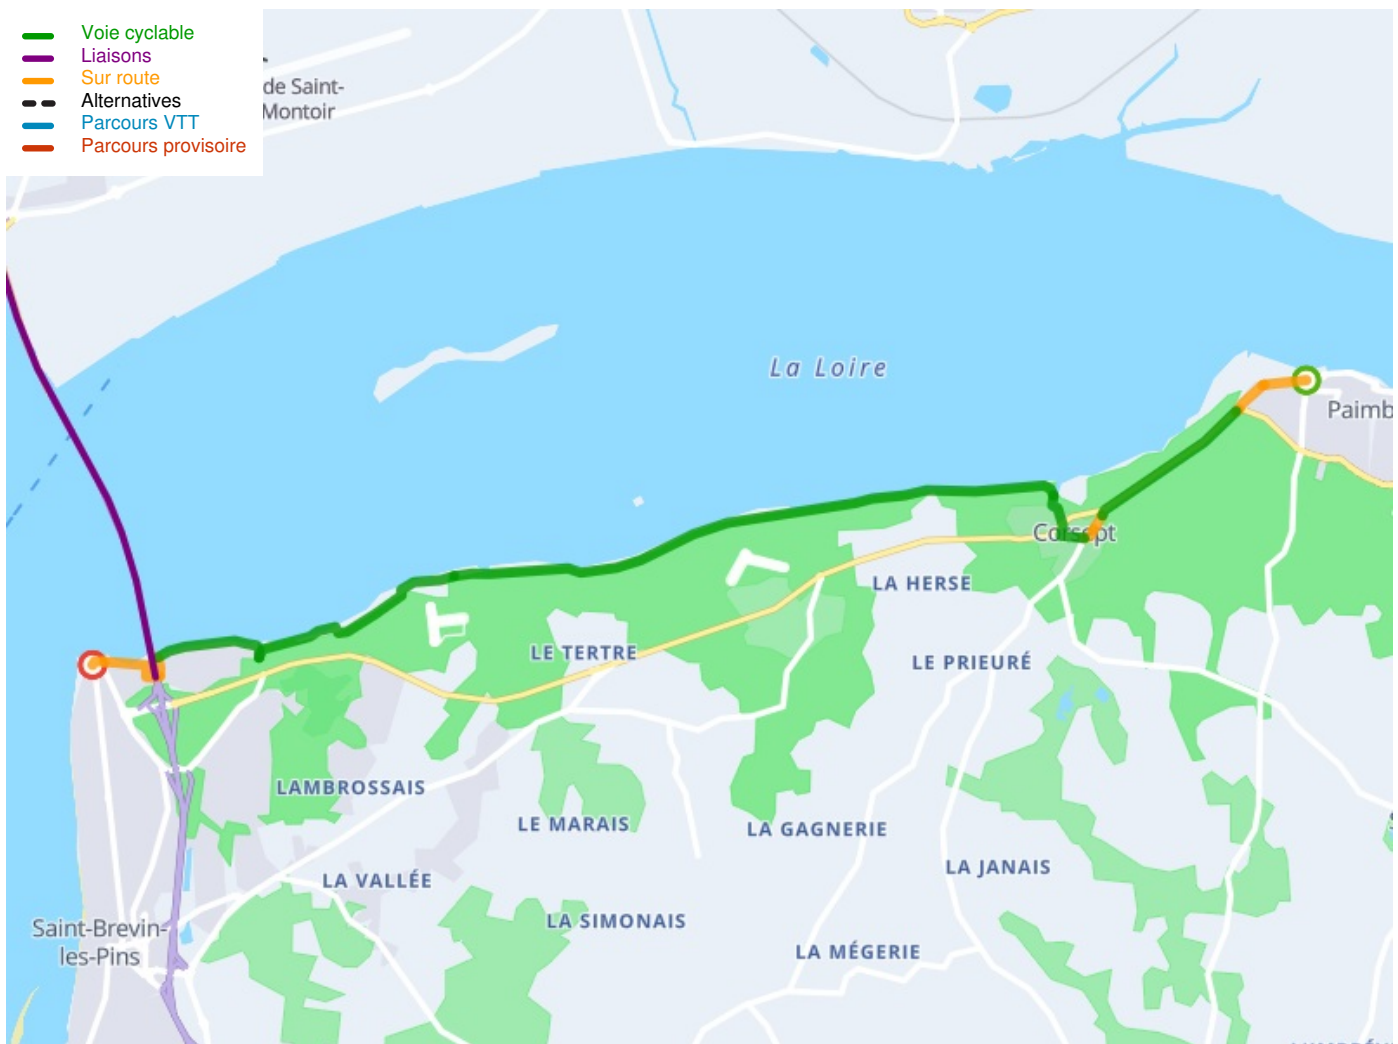 Voie cyclable
Liaisons
Sur route
Alternatives
Parcours VTT
Parcours provisoire
de Saint-
Montoir
La Loire
Paimb
Corsept
LA HERSE
LE TERTRE
LE PRIEURÉ
LAMBROSSAIS
LE MARAIS
LA GAGNERIE
LA JANAIS
LA VALLÉE
LA SIMONAIS
Saint-Brevin-
les-Pins
LA MÉGERIE